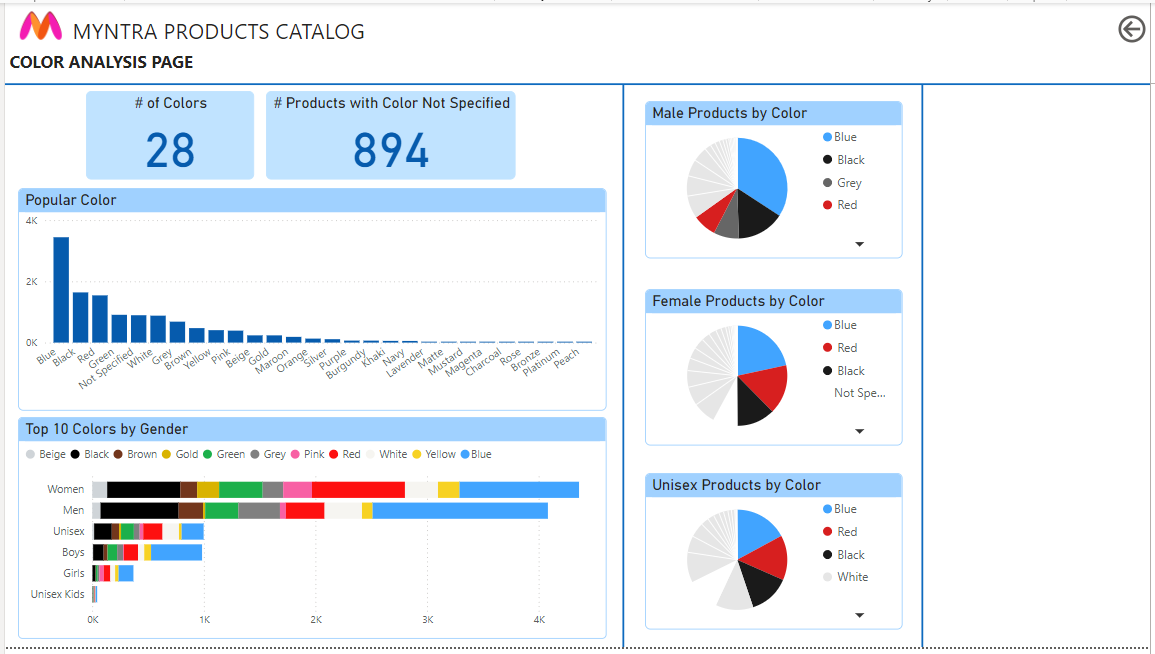 MYNTRA PRODUCTS CATALOG
COLOR ANALYSIS PAGE
# of Colors
28
# Products with Color Not Specified
894
Popular Color
4K
2K
0K
Blue
Black
Red
Green
Not Specified
White
Grey
Brown
Yellow
Pink
Beige
Gold
Maroon
Orange
Silver
Purple
Burgundy
Khaki
Navy
Lavender
Matte
Mustard
Magenta
Charcoal
Rose
Bronze
Platinum
Peach
Top 10 Colors by Gender
Beige Black Brown Gold Green Grey Pink Red White Yellow Blue
Women
Men
Unisex
Boys
Girls
Unisex Kids
0K 1K 2K 3K 4K
Male Products by Color
Blue
Black
Grey
Red
Female Products by Color
Blue
Red
Black
Not Spe...
Unisex Products by Color
Blue
Red
Black
White